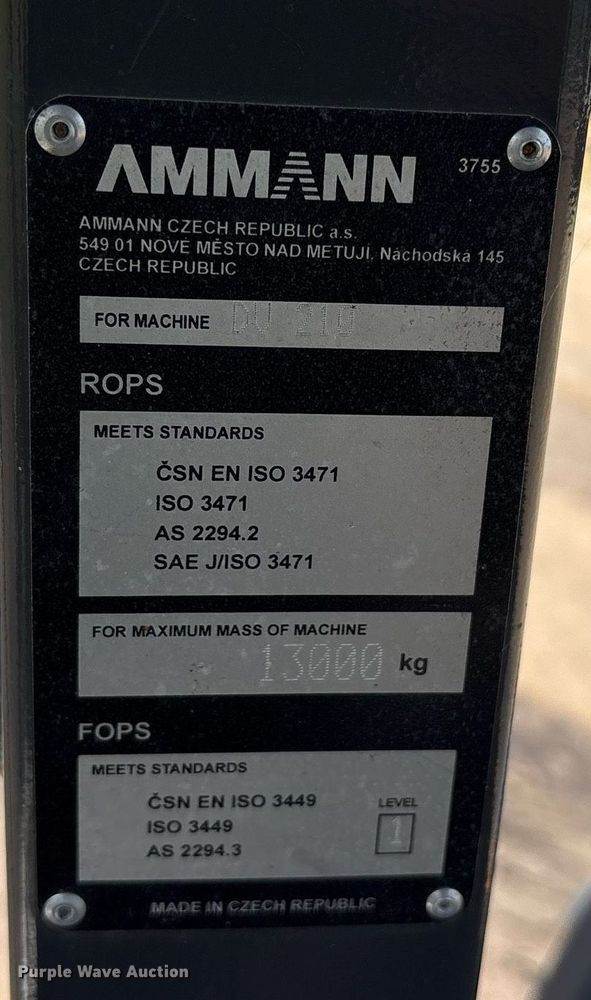 AMMANN
3755
AMMANN CZECH REPUBLIC a.s.
549 01 NOVÉ MĚSTO NAD METUJÍ, Náchodská 145
CZECH REPUBLIC
FOR MACHINE DV 210
ROPS
MEETS STANDARDS
ČSN EN ISO 3471
ISO 3471
AS 2294.2
SAE J/ISO 3471
FOR MAXIMUM MASS OF MACHINE
13000 kg
FOPS
MEETS STANDARDS
ČSN EN ISO 3449
LEVEL
ISO 3449
1
AS 2294.3
MADE IN CZECH REPUBLIC
Purple Wave Auction